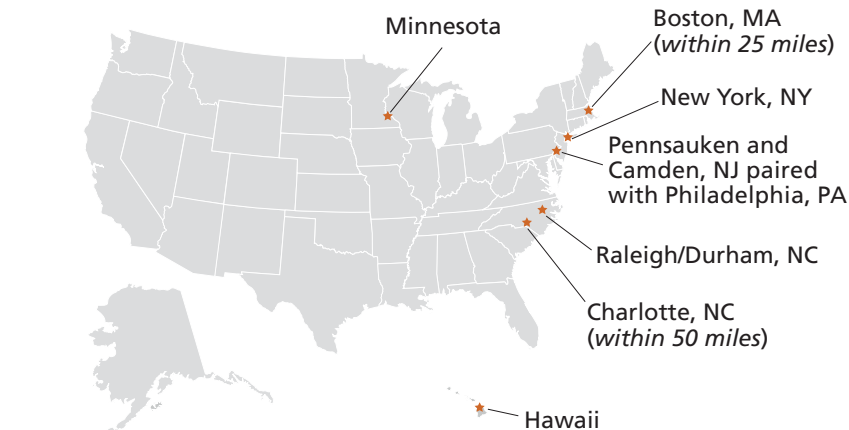 Minnesota
Boston, MA
(within 25 miles)
New York, NY
Pennsauken and
Camden, NJ paired
with Philadelphia, PA
Raleigh/Durham, NC
Charlotte, NC
(within 50 miles)
Hawaii